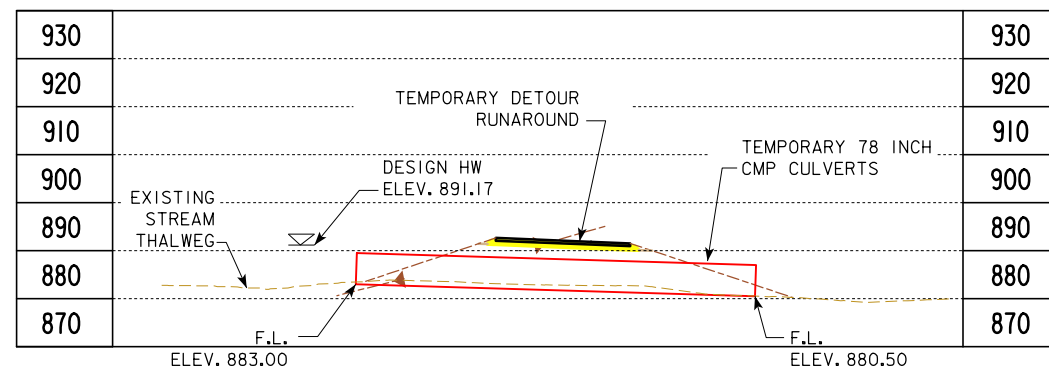 930
930
920
920
TEMPORARY DETOUR
RUNAROUND
910
910
TEMPORARY 78 INCH
CMP CULVERTS
DESIGN HW
ELEV. 891.17
900
900
EXISTING
STREAM
THALWEG
890
890
880
880
870
870
F.L.
ELEV. 883.00
F.L.
ELEV. 880.50